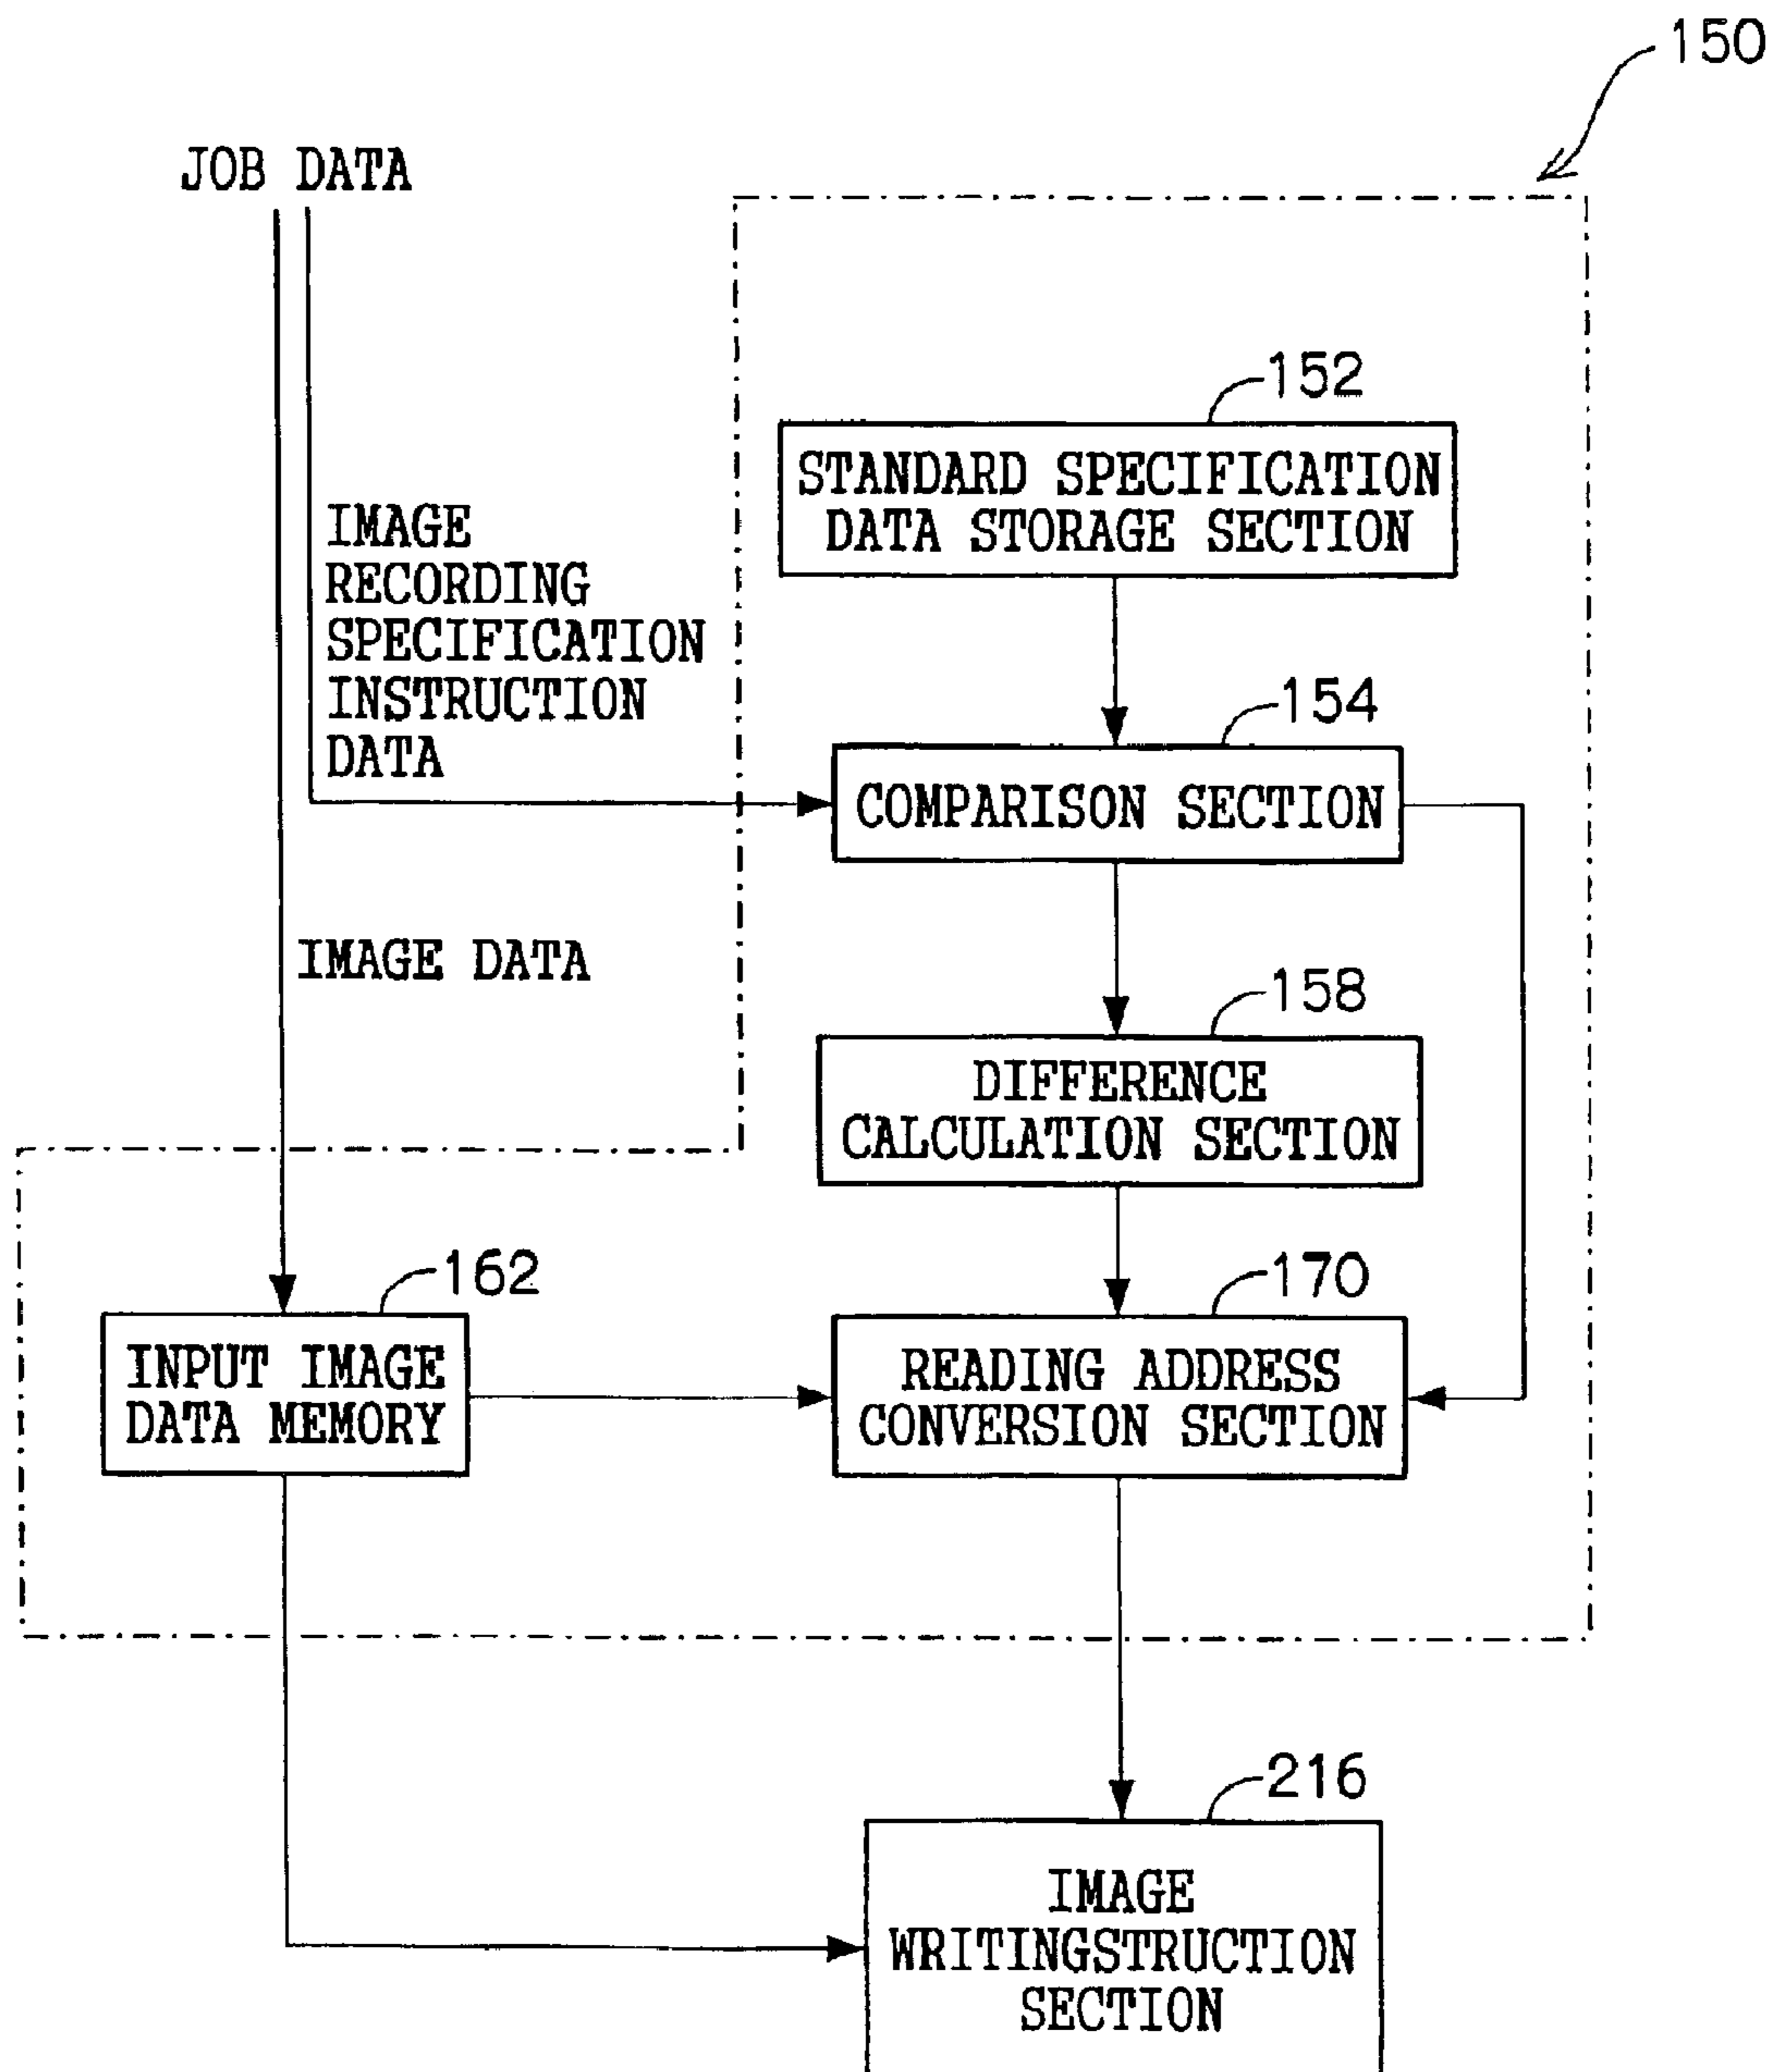 150
JOB DATA
152
STANDARD SPECIFICATION
DATA STORAGE SECTION
IMAGE
RECORDING
SPECIFICATION
INSTRUCTION
DATA
154
COMPARISON SECTION
IMAGE DATA
158
DIFFERENCE
CALCULATION SECTION
162
INPUT IMAGE
DATA MEMORY
170
READING ADDRESS
CONVERSION SECTION
216
IMAGE
WRITINGSTRUCTION
SECTION